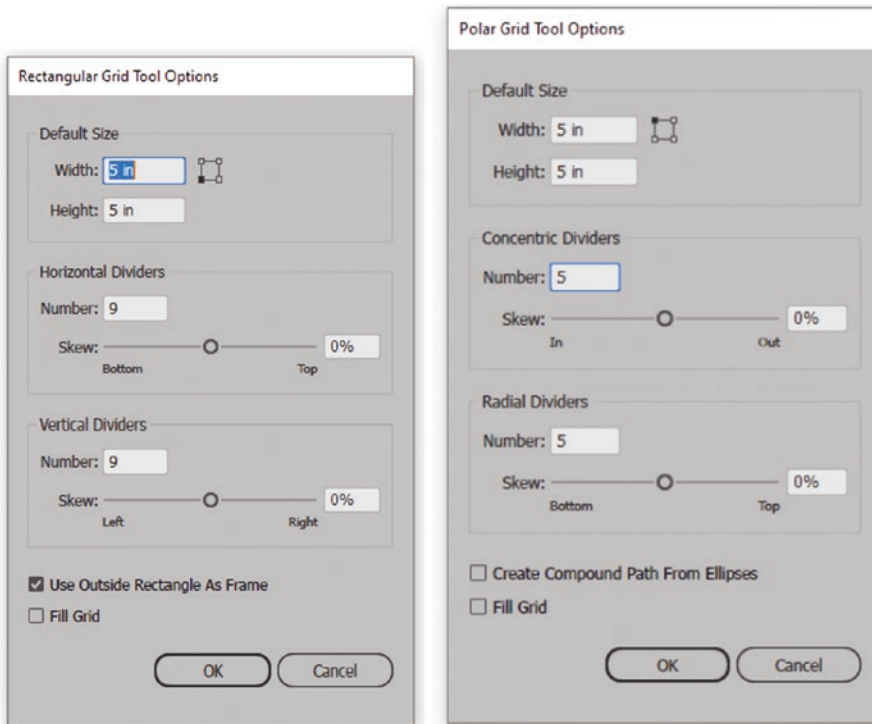 Rectangular Grid Tool Options
Default Size
Width: 5 in
Height: 5 in
Horizontal Dividers
Number: 9
Skew: 0%
Bottom Top
Vertical Dividers
Number: 9
Skew: 0%
Left Right
Use Outside Rectangle As Frame
Fill Grid
OK Cancel
Polar Grid Tool Options
Default Size
Width: 5 in
Height: 5 in
Concentric Dividers
Number: 5
Skew: 0%
In Out
Radial Dividers
Number: 5
Skew: 0%
Bottom Top
Create Compound Path From Ellipses
Fill Grid
OK Cancel